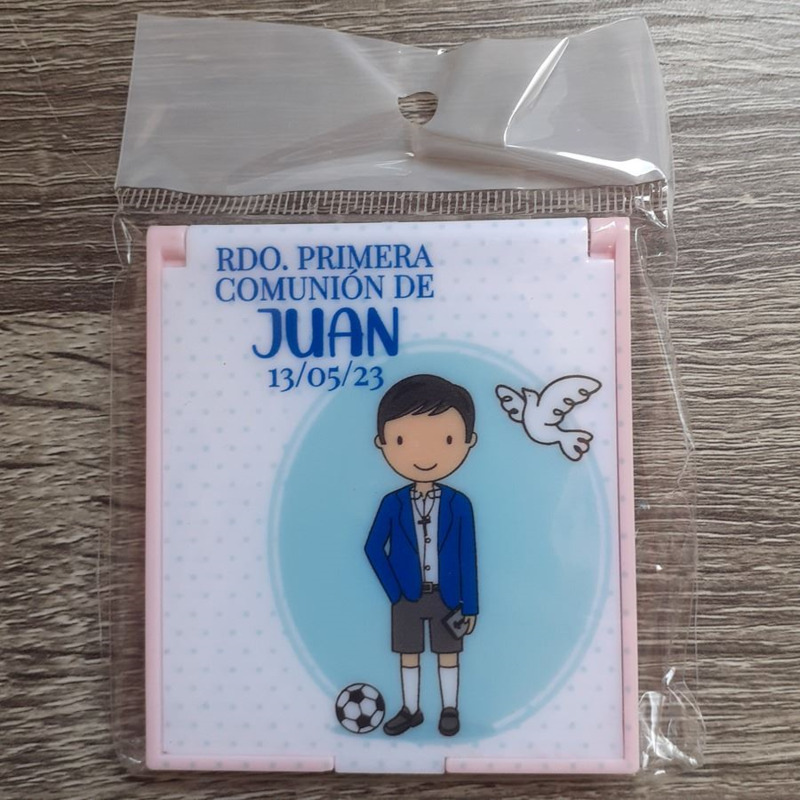 RDO. PRIMERA
COMUNIÓN DE
JUAN
13/05/23